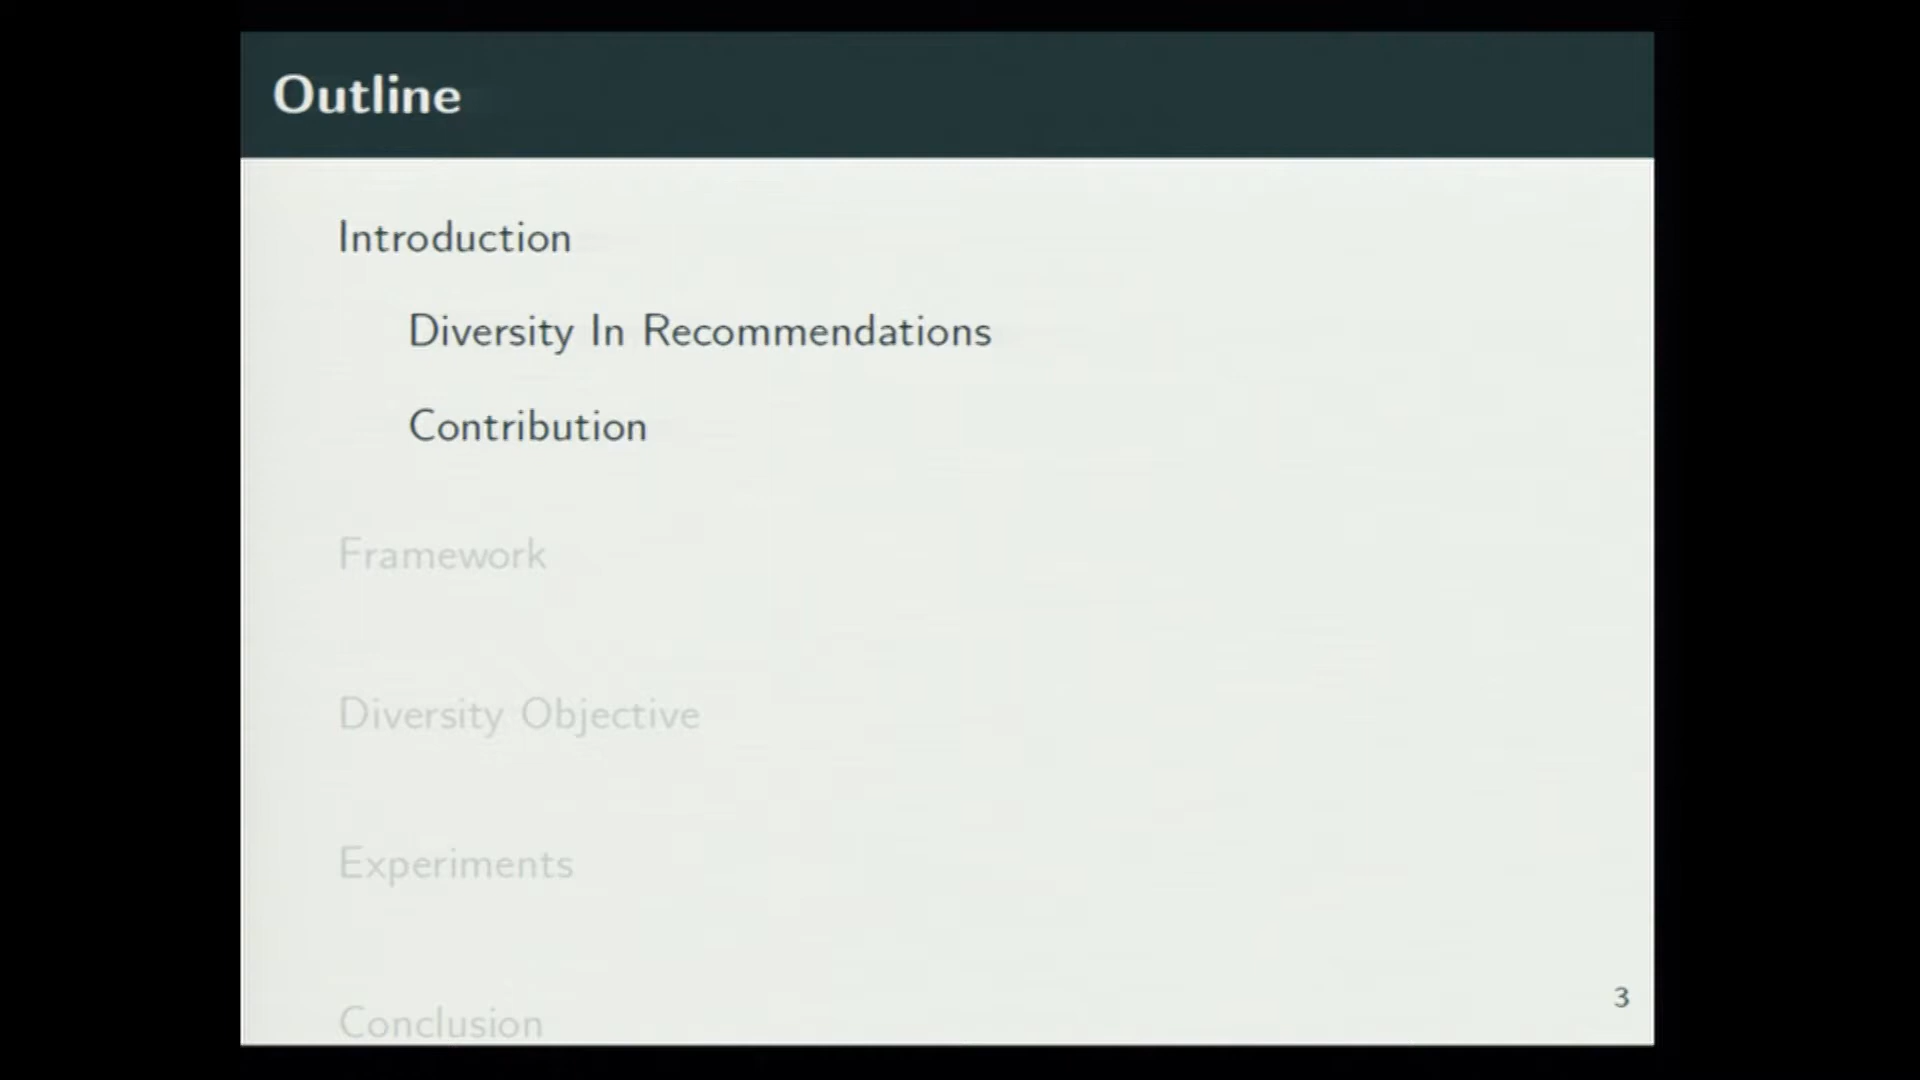 Outline
Introduction
Diversity In Recommendations
Contribution
Framework
Diversity Objective
Experiments
Conclusion
3